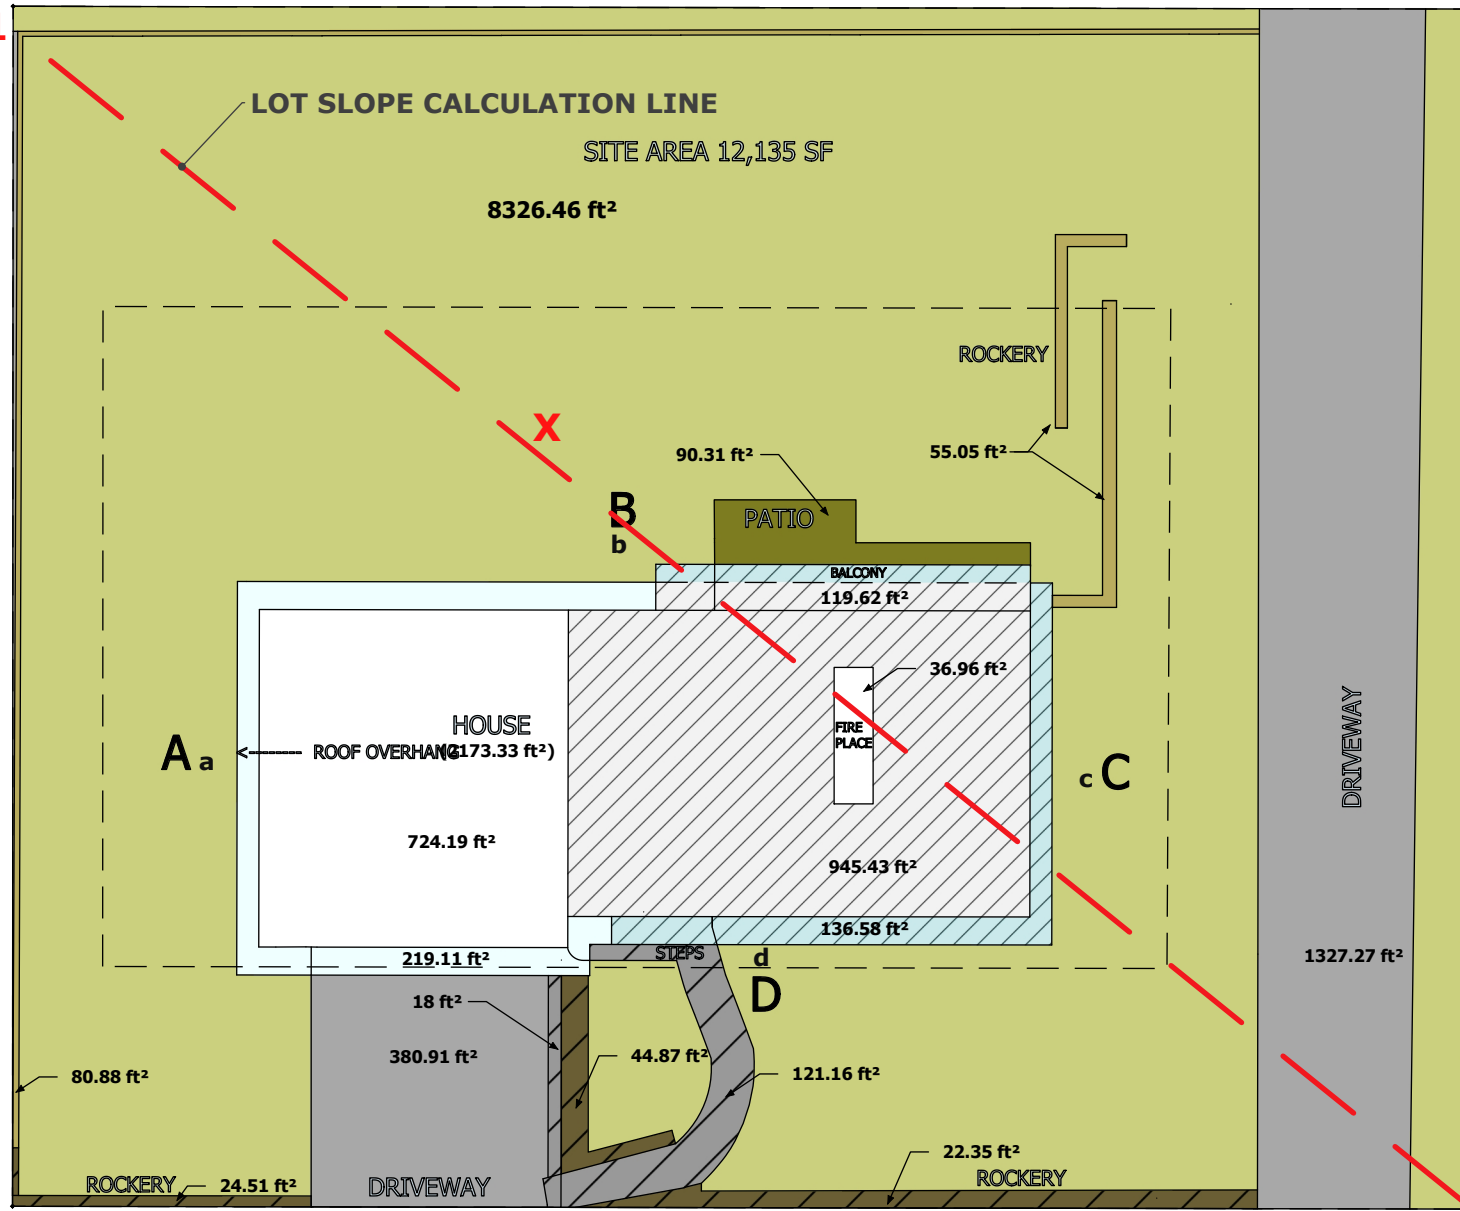 LOT SLOPE CALCULATION LINE
SITE AREA 12,135 SF
8326.46 ft²
ROCKERY
X
90.31 ft²
55.05 ft²
B
b
PATIO
BALCONY
119.62 ft²
36.96 ft²
HOUSE
FIRE
PLACE
A a
ROOF OVERHANG
(2173.33 ft²)
c C
DRIVEWAY
724.19 ft²
945.43 ft²
136.58 ft²
219.11 ft²
STEPS
d
1327.27 ft²
18 ft²
D
380.91 ft²
44.87 ft²
80.88 ft²
121.16 ft²
22.35 ft²
ROCKERY
24.51 ft²
DRIVEWAY
ROCKERY